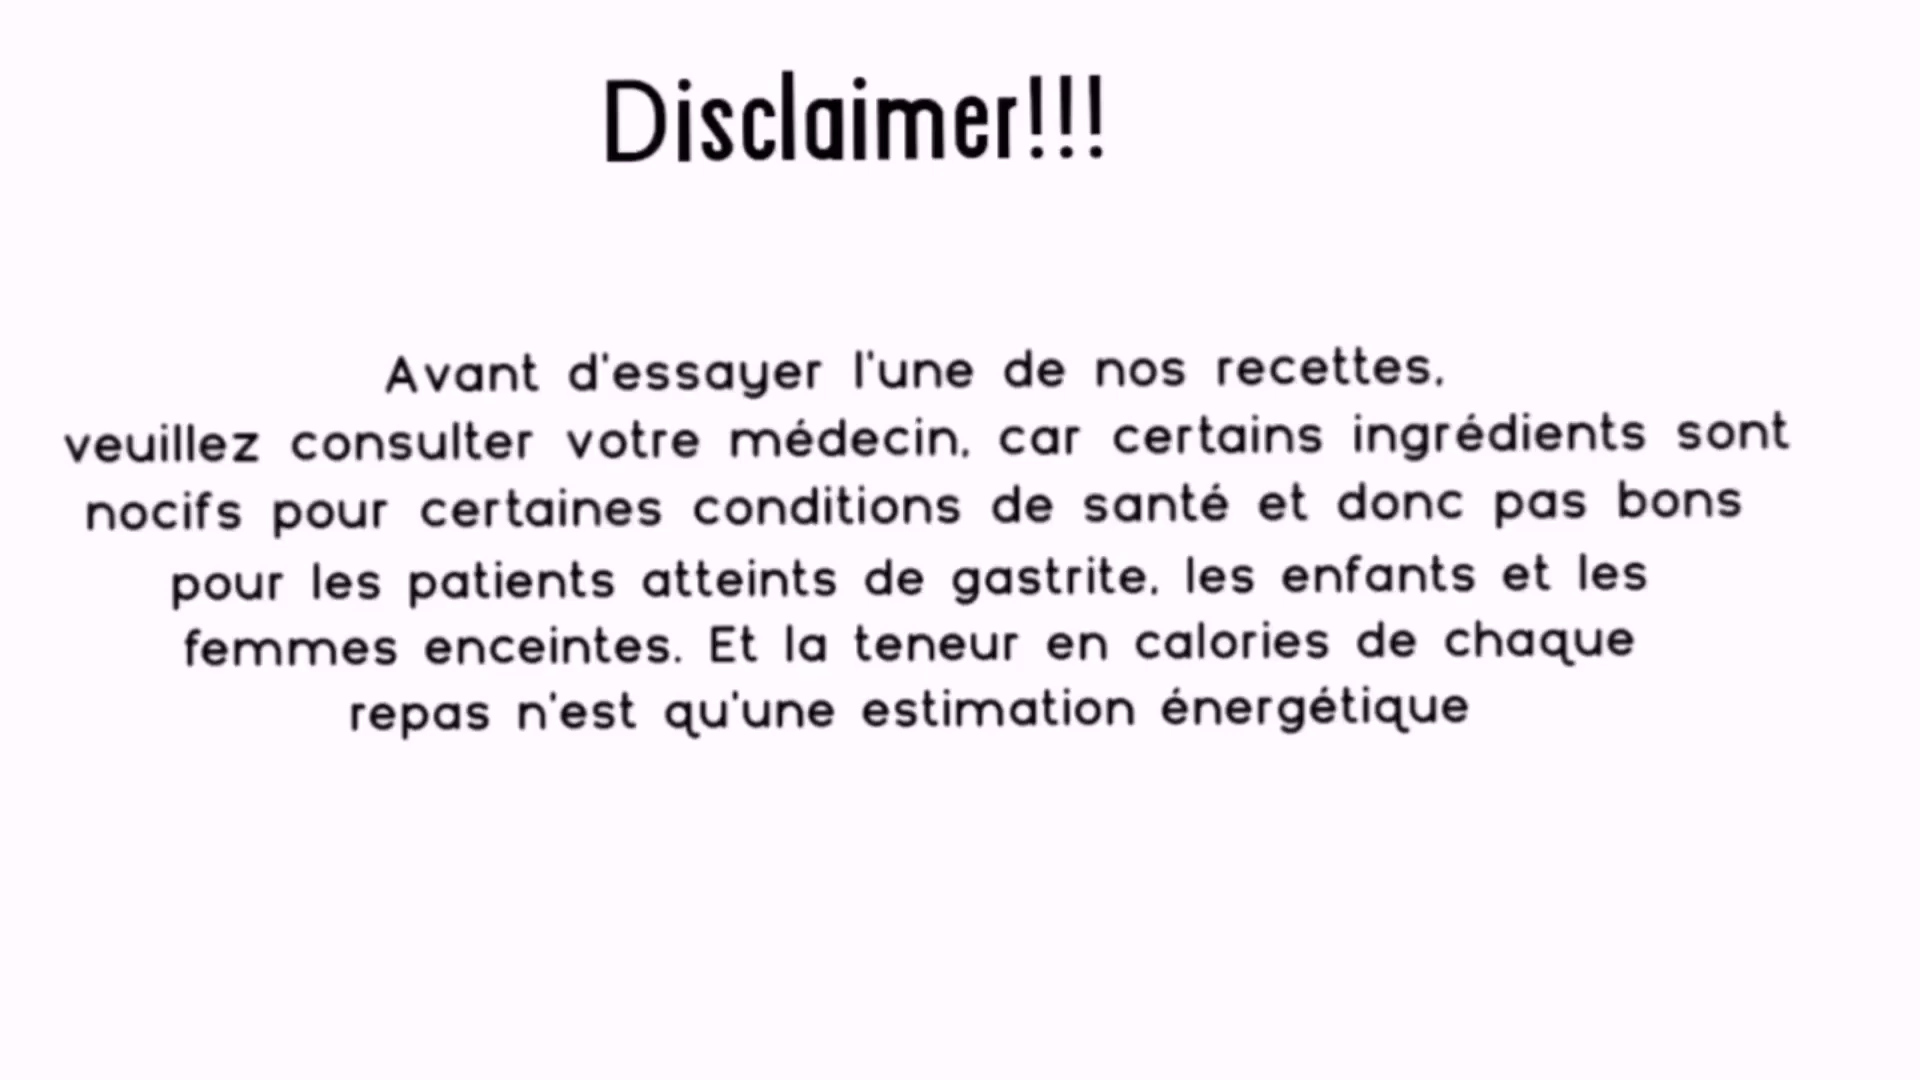 Disclaimer!!!
Avant d'essayer l'une de nos recettes,
veuillez consulter votre médecin, car certains ingrédients sont
nocifs pour certaines conditions de santé et donc pas bons
pour les patients atteints de gastrite, les enfants et les
femmes enceintes. Et la teneur en calories de chaque
repas n'est qu'une estimation énergétique